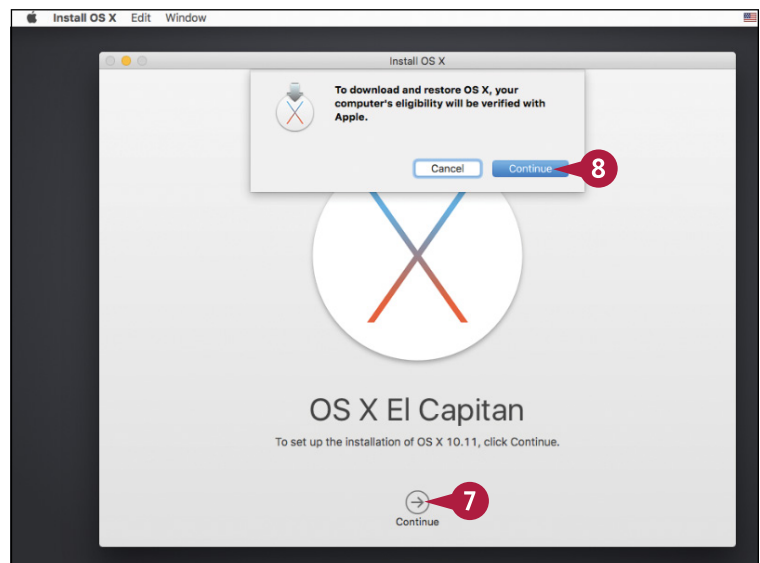 Install OS X Edit Window
Install OS X
To download and restore OS X, your
computer's eligibility will be verified with
Apple.
Cancel Continue
8
OS X El Capitan
To set up the installation of OS X 10.11, click Continue.
7
Continue